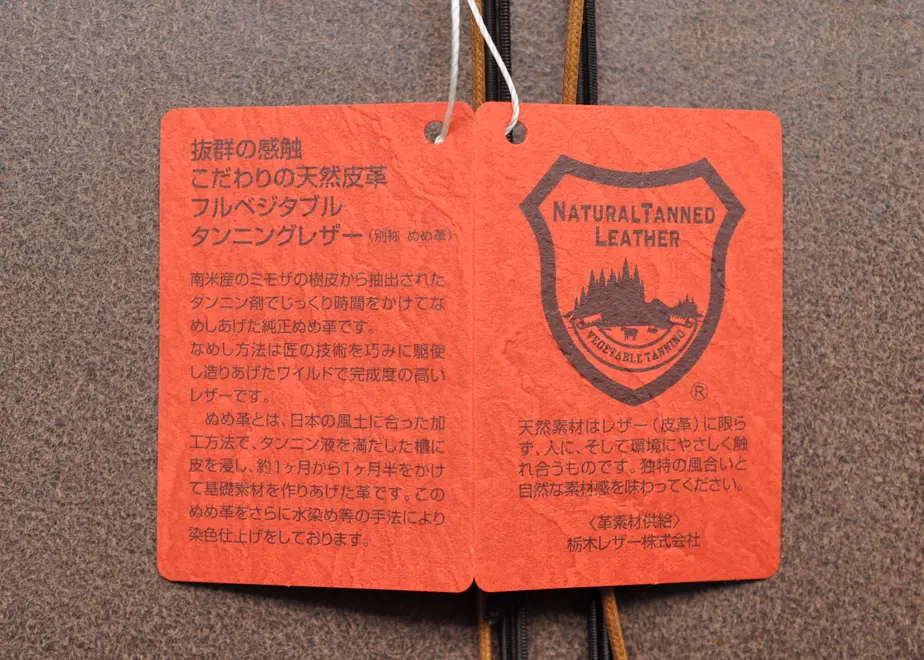 抜群の感触
こだわりの天然皮革
フルベジタブル
タンニングレザー（別称 ぬめ革）
南米産のミモザの樹皮から抽出された
タンニン剤でじっくり時間をかけてな
めしあげた純正ぬめ革です。
なめし方法は匠の技術を巧みに駆使
し造りあげたワイルドで完成度の高い
レザーです。
　ぬめ革とは、日本の風土に合った加
工方法で、タンニン液を満たした槽に
皮を浸し、約1ヶ月から1ヶ月半をかけ
て基礎素材を作りあげた革です。この
ぬめ革をさらに水染め等の手法により
染色仕上げをしております。
NATURALTANNED
LEATHER
VEGETABLE TANNING
®
天然素材はレザー（皮革）に限ら
ず、人に、そして環境にやさしく触
れ合うものです。独特の風合いと
自然な素材感を味わってください。
〈革素材供給〉
栃木レザー株式会社